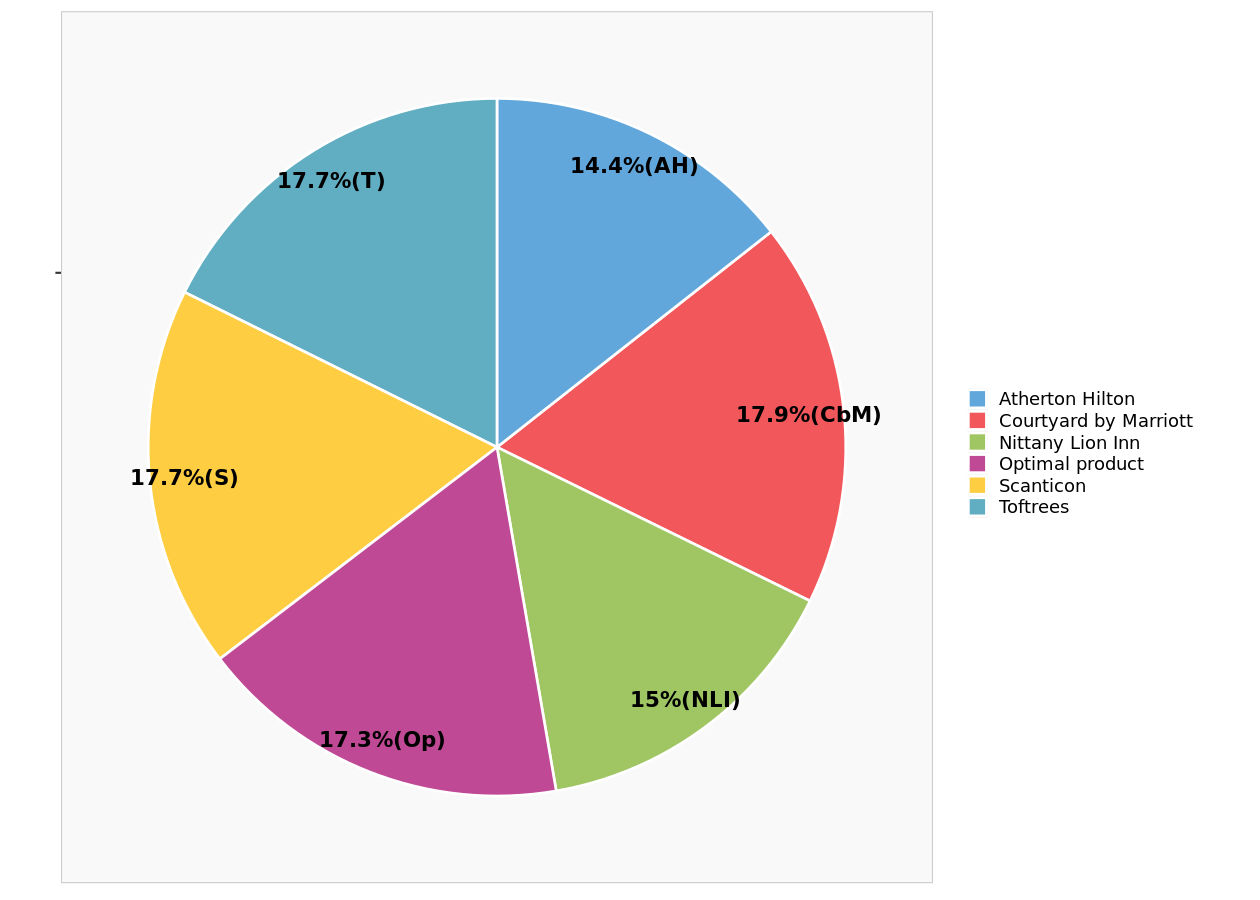 14.4%(AH)
17.7%(T)
17.9%(CbM)
17.7%(S)
15%(NLI)
17.3%(Op)
Atherton Hilton
Courtyard by Marriott
Nittany Lion Inn
Optimal product
Scanticon
Toftrees